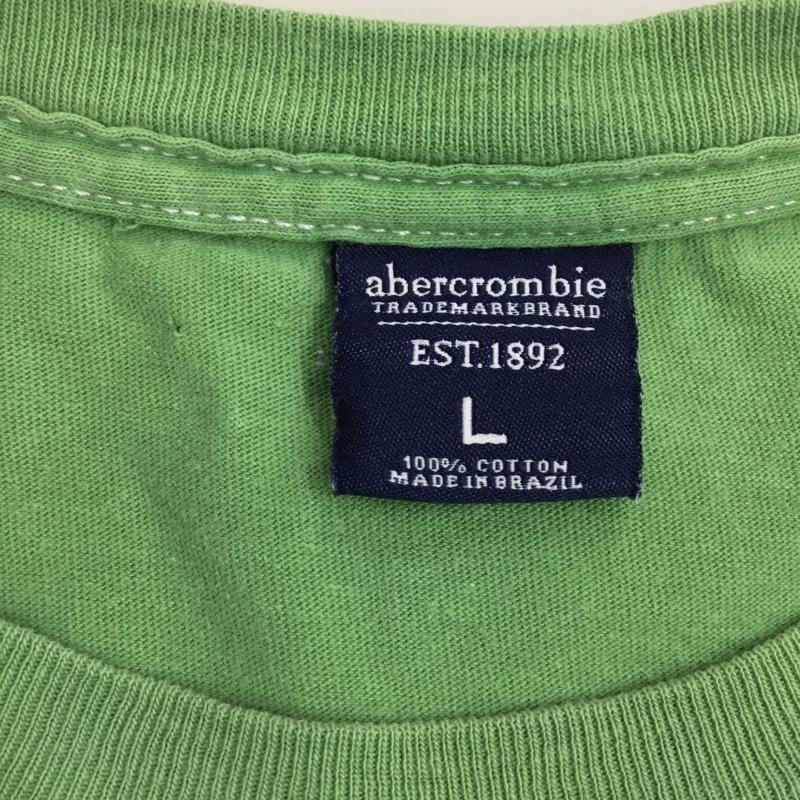 abercrombie
TRADEMARKBRAND
EST.1892
L
100% COTTON
MADE IN BRAZIL